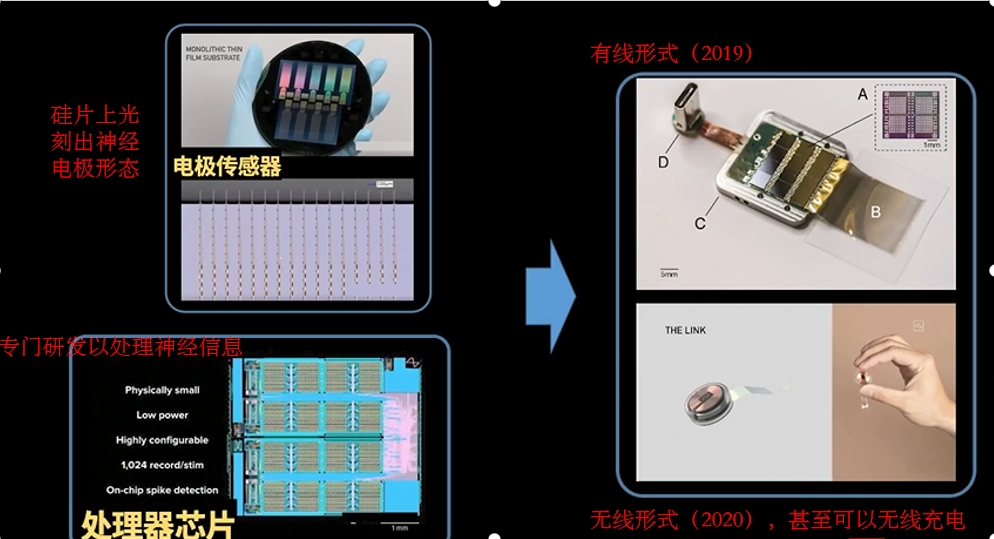 硅片上光
刻出神经
电极形态
MONOLITHIC THIN
FILM SUBSTRATE
电极传感器
专门研发以处理神经信息
Physically small
Low power
Highly configurable
1,024 record/stim
On-chip spike detection
1 mm
处理器芯片
有线形式（2019）
A
1mm
D
B
C
5mm
THE LINK
无线形式（2020），甚至可以无线充电